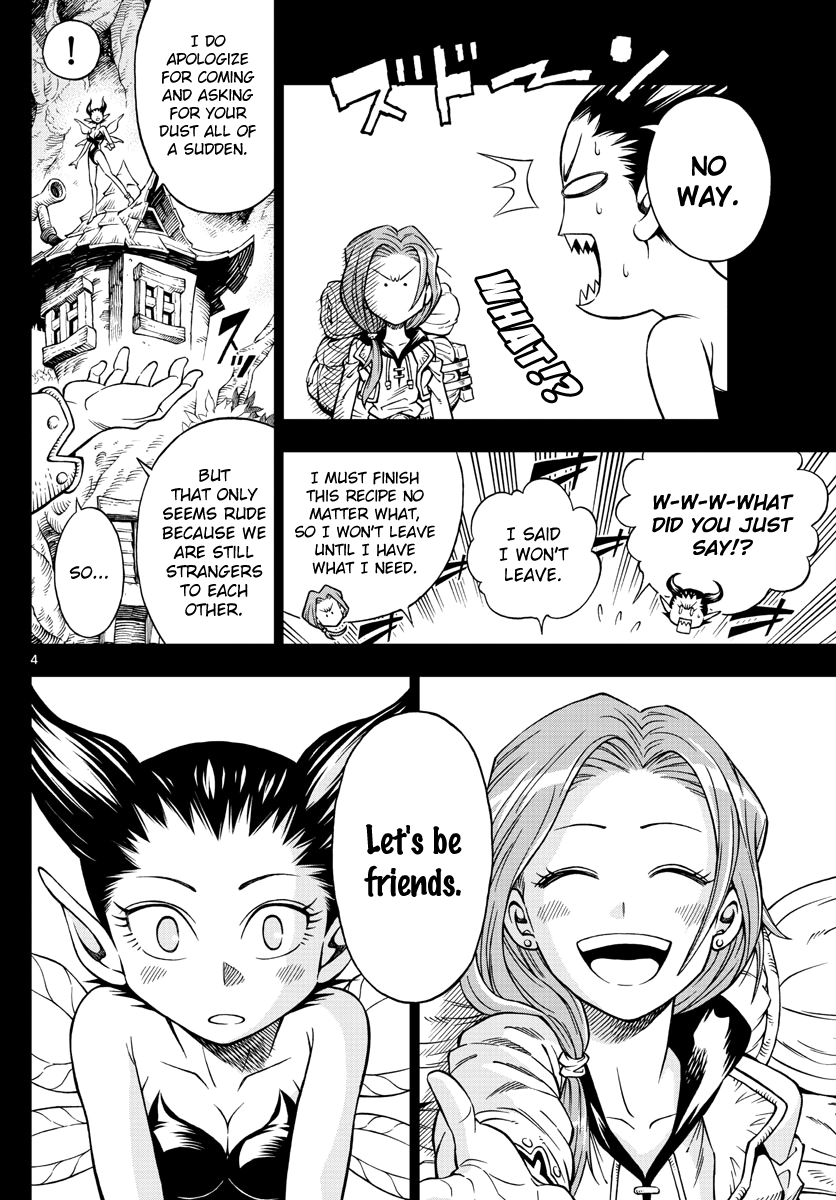 ズドーン
NO
WAY.
WHAT!?
W-W-W-WHAT
DID YOU JUST
SAY!?
I SAID
I WON'T
LEAVE.
I MUST FINISH
THIS RECIPE NO
MATTER WHAT,
SO I WON'T LEAVE
UNTIL I HAVE
WHAT I NEED.
I DO
APOLOGIZE
FOR COMING
AND ASKING
FOR YOUR
DUST ALL OF
A SUDDEN.
!
スッ
BUT
THAT ONLY
SEEMS RUDE
BECAUSE WE
ARE STILL
STRANGERS
TO EACH
OTHER.
SO...
4
Let's be
friends.